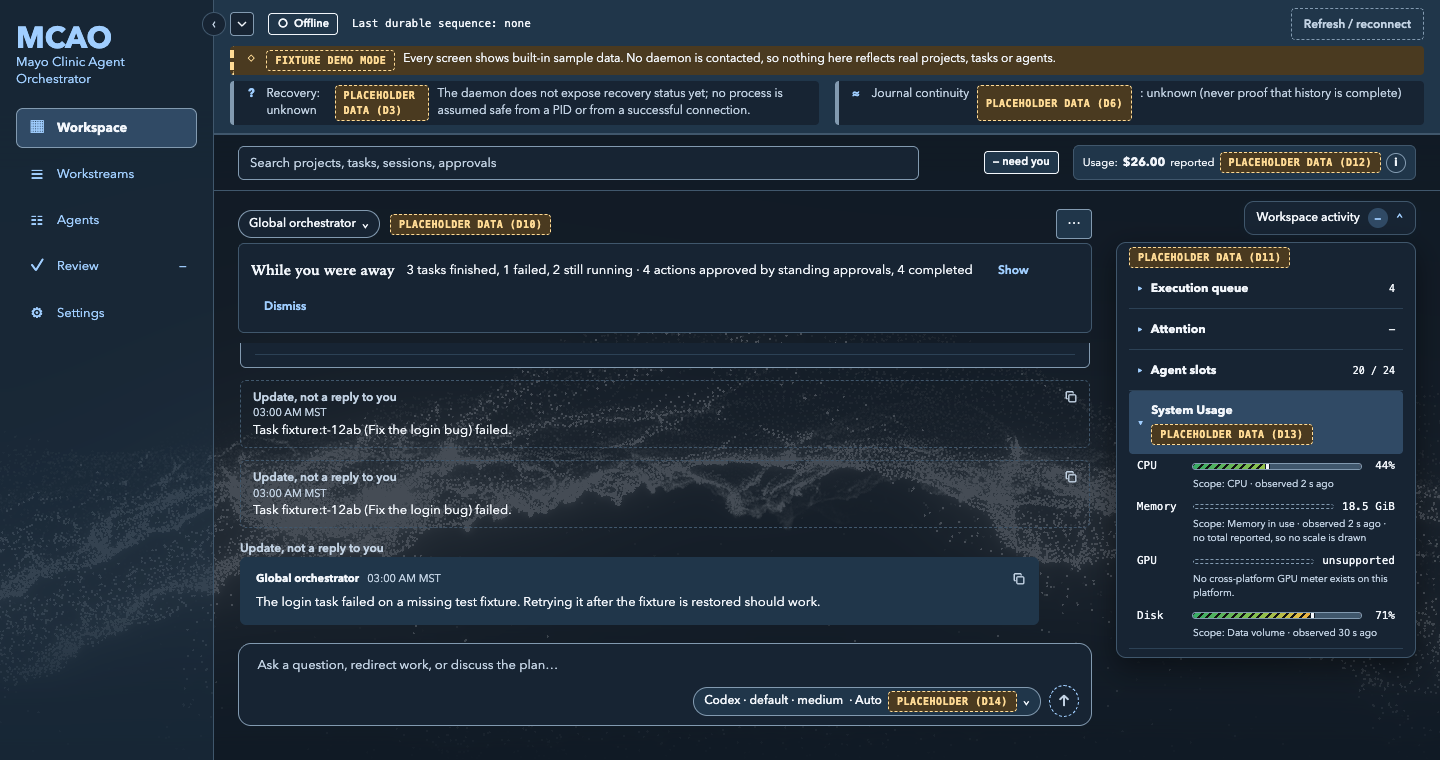 MCAO
Mayo Clinic Agent
Orchestrator
Workspace
Workstreams
Agents
Review –
Settings
Offline
Last durable sequence: none
Refresh / reconnect
FIXTURE DEMO MODE Every screen shows built-in sample data. No daemon is contacted, so nothing here reflects real projects, tasks or agents.
? Recovery:
unknown
PLACEHOLDER
DATA (D3)
The daemon does not expose recovery status yet; no process is
assumed safe from a PID or from a successful connection.
≈ Journal continuity PLACEHOLDER DATA (D6) : unknown (never proof that history is complete)
Search projects, tasks, sessions, approvals
– need you
Usage: $26.00 reported PLACEHOLDER DATA (D12) i
Global orchestrator PLACEHOLDER DATA (D10) ...
While you were away 3 tasks finished, 1 failed, 2 still running · 4 actions approved by standing approvals, 4 completed Show
Dismiss
Update, not a reply to you
03:00 AM MST
Task fixture:t-12ab (Fix the login bug) failed.
Update, not a reply to you
03:00 AM MST
Task fixture:t-12ab (Fix the login bug) failed.
Update, not a reply to you
Global orchestrator 03:00 AM MST
The login task failed on a missing test fixture. Retrying it after the fixture is restored should work.
Ask a question, redirect work, or discuss the plan…
Codex · default · medium · Auto PLACEHOLDER (D14)
Workspace activity –
PLACEHOLDER DATA (D11)
Execution queue 4
Attention –
Agent slots 20 / 24
System Usage
PLACEHOLDER DATA (D13)
CPU 44%
Scope: CPU · observed 2 s ago
Memory 18.5 GiB
Scope: Memory in use · observed 2 s ago ·
no total reported, so no scale is drawn
GPU unsupported
No cross-platform GPU meter exists on this
platform.
Disk 71%
Scope: Data volume · observed 30 s ago